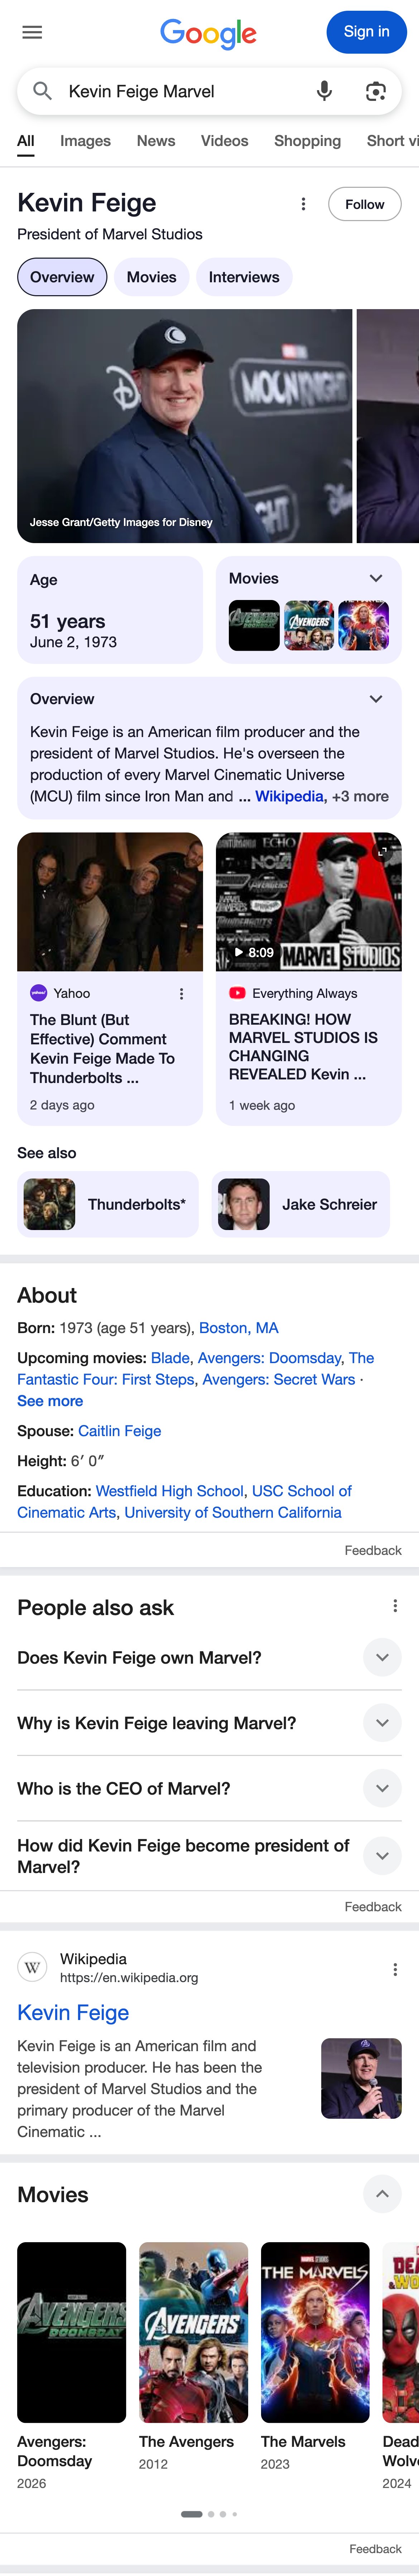 Google
Sign in
Kevin Feige Marvel
All Images News Videos Shopping Short vi
Kevin Feige
Follow
President of Marvel Studios
Overview Movies Interviews
MOON KNIGHT
Jesse Grant/Getty Images for Disney
Age
51 years
June 2, 1973
Movies
AVENGERS
Overview
Kevin Feige is an American film producer and the
president of Marvel Studios. He's overseen the
production of every Marvel Cinematic Universe
(MCU) film since Iron Man and ... Wikipedia, +3 more
ECHO
8:09
MARVEL STUDIOS
Yahoo
The Blunt (But
Effective) Comment
Kevin Feige Made To
Thunderbolts ...
2 days ago
Everything Always
BREAKING! HOW
MARVEL STUDIOS IS
CHANGING
REVEALED Kevin ...
1 week ago
See also
Thunderbolts*
Jake Schreier
About
Born: 1973 (age 51 years), Boston, MA
Upcoming movies: Blade, Avengers: Doomsday, The
Fantastic Four: First Steps, Avengers: Secret Wars ·
See more
Spouse: Caitlin Feige
Height: 6′ 0″
Education: Westfield High School, USC School of
Cinematic Arts, University of Southern California
Feedback
People also ask
Does Kevin Feige own Marvel?
Why is Kevin Feige leaving Marvel?
Who is the CEO of Marvel?
How did Kevin Feige become president of
Marvel?
Feedback
W
Wikipedia
https://en.wikipedia.org
Kevin Feige
Kevin Feige is an American film and
television producer. He has been the
president of Marvel Studios and the
primary producer of the Marvel
Cinematic ...
Movies
AVENGERS
DOOMSDAY
AVENGERS
THE MARVELS
Avengers:
Doomsday
2026
The Avengers
2012
The Marvels
2023
Dead
Wolv
2024
Feedback